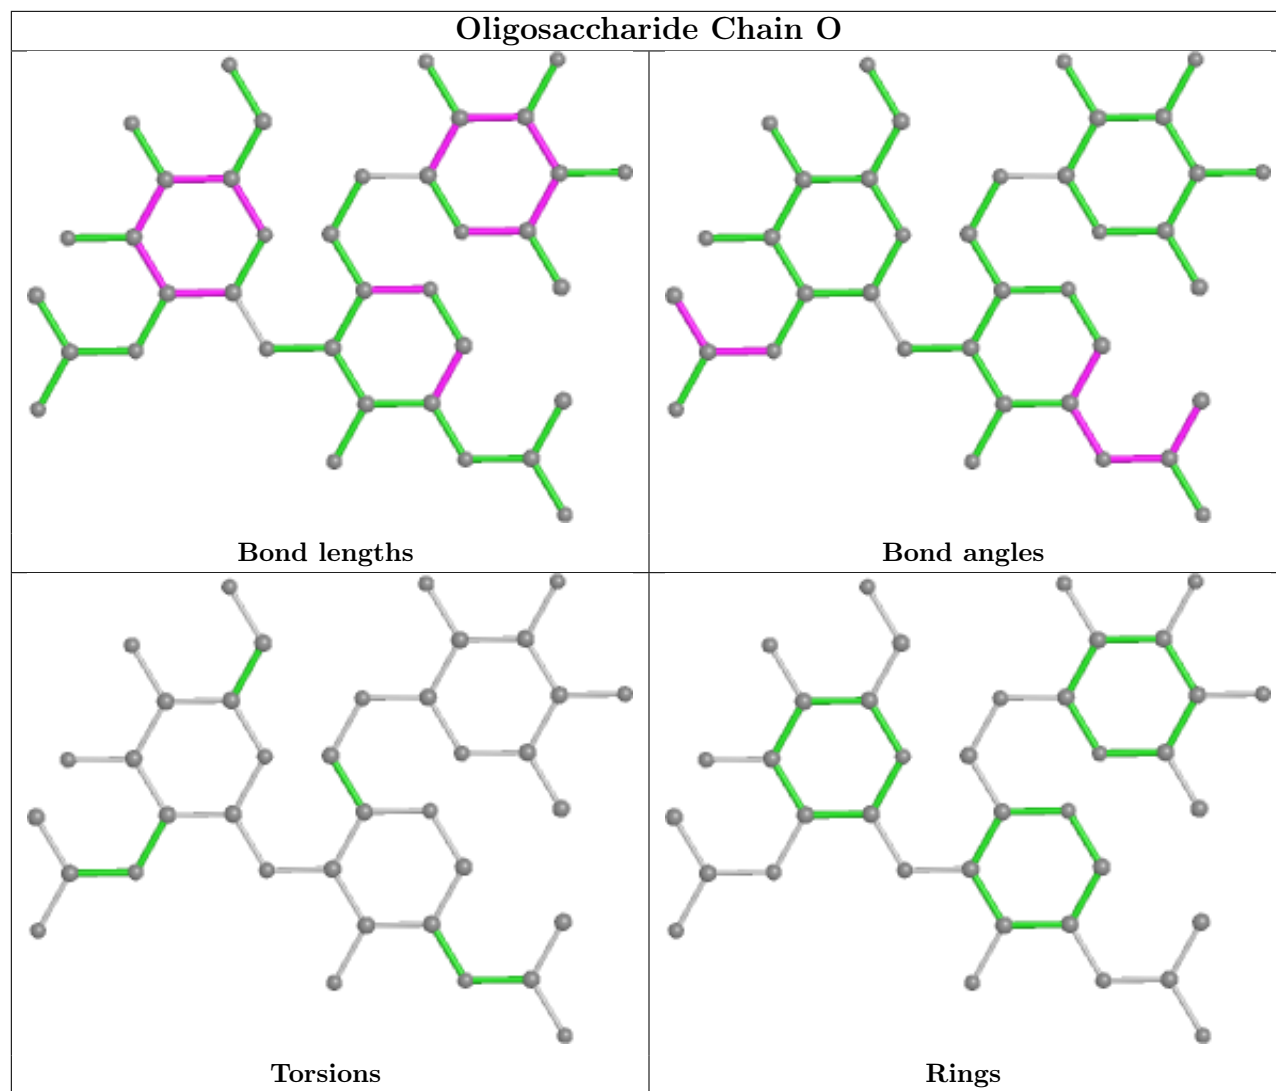 Oligosaccharide Chain O
Bond lengths
Bond angles
Torsions
Rings